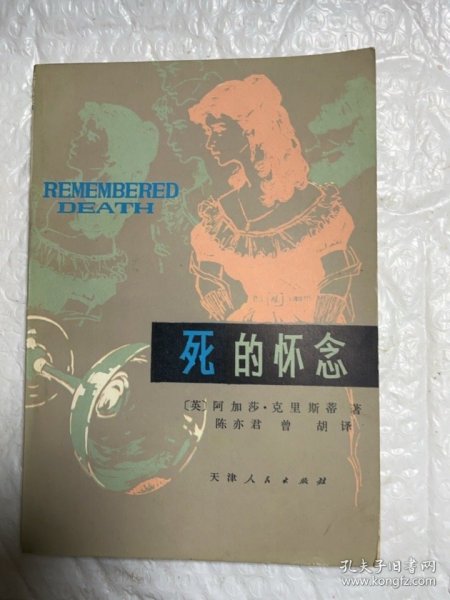 REMEMBERED
DEATH
死的怀念
〔英〕阿加莎·克里斯蒂 著
陈亦君 曾 胡 译
天津人民出版社
孔夫子旧书网
www.kongfz.com